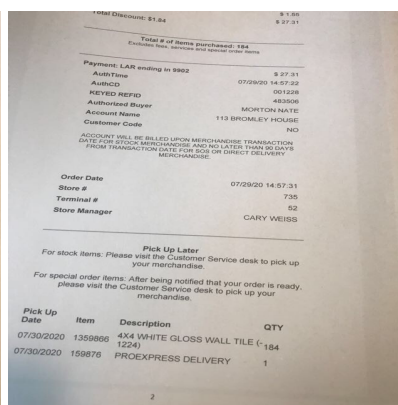 Total Discount: $1.84 $ 1.88
$ 27.31
Total # of items purchased: 184
Excludes fees, services and special order items
Payment: LAR ending in 9902 $ 27.31
AuthTime 07/29/20 14:57:22
AuthCD 001228
KEYED REFID 483506
Authorized Buyer MORTON NATE
Account Name 113 BROMLEY HOUSE
Customer Code NO
ACCOUNT WILL BE BILLED UPON MERCHANDISE TRANSACTION
DATE FOR STOCK MERCHANDISE AND NO LATER THAN 90 DAYS
FROM TRANSACTION DATE FOR SOS OR DIRECT DELIVERY
MERCHANDISE.
Order Date 07/29/20 14:57:31
Store # 735
Terminal # 52
Store Manager CARY WEISS
Pick Up Later
For stock items: Please visit the Customer Service desk to pick up
your merchandise.
For special order items: After being notified that your order is ready,
please visit the Customer Service desk to pick up your
merchandise.
Pick Up
Date Item Description QTY
07/30/2020 1359866 4X4 WHITE GLOSS WALL TILE (- 184
1224)
07/30/2020 159876 PROEXPRESS DELIVERY 1
2